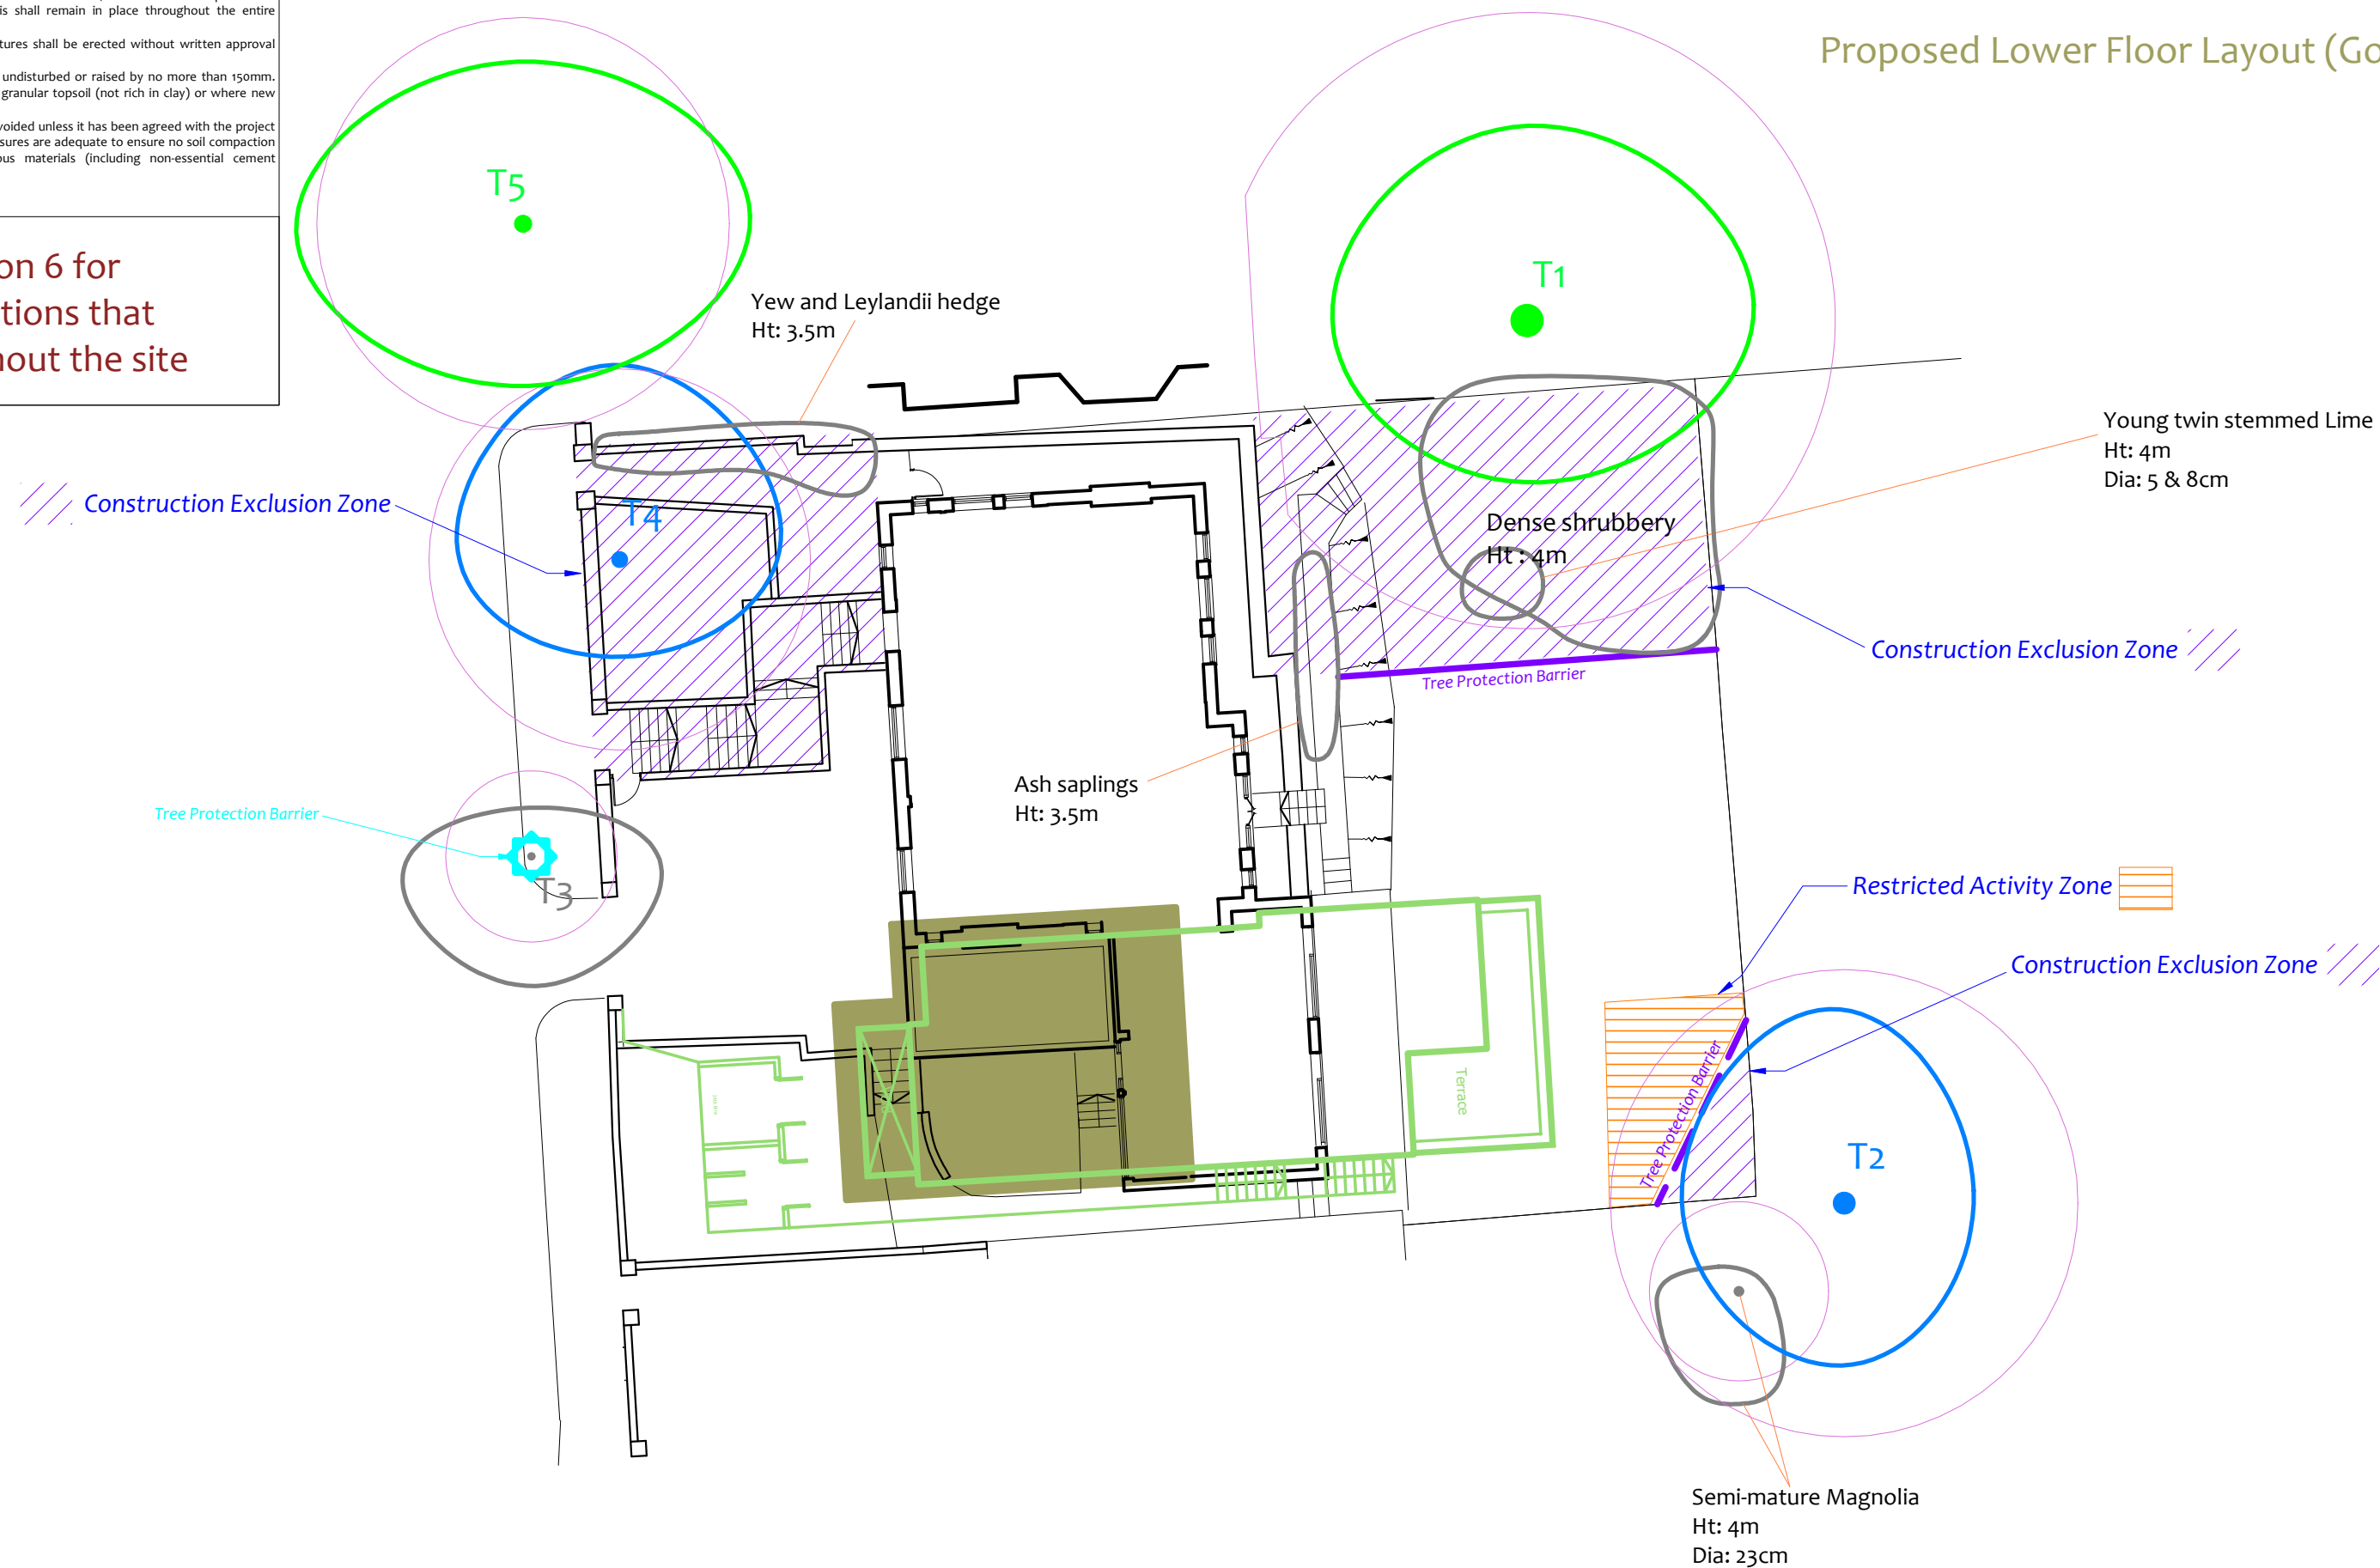 is shall remain in place throughout the entire
tures shall be erected without written approval
undisturbed or raised by no more than 150mm.
granular topsoil (not rich in clay) or where new
voided unless it has been agreed with the project
sures are adequate to ensure no soil compaction
ous materials (including non-essential cement
on 6 for
tions that
hout the site
Proposed Lower Floor Layout (Go
T5
T1
Yew and Leylandii hedge
Ht: 3.5m
Young twin stemmed Lime
Ht: 4m
Dia: 5 & 8cm
Construction Exclusion Zone
T4
Dense shrubbery
Ht : 4m
Construction Exclusion Zone
Tree Protection Barrier
Ash saplings
Ht: 3.5m
Tree Protection Barrier
T3
Restricted Activity Zone
Construction Exclusion Zone
Terrace
Tree Protection Barrier
T2
Semi-mature Magnolia
Ht: 4m
Dia: 23cm